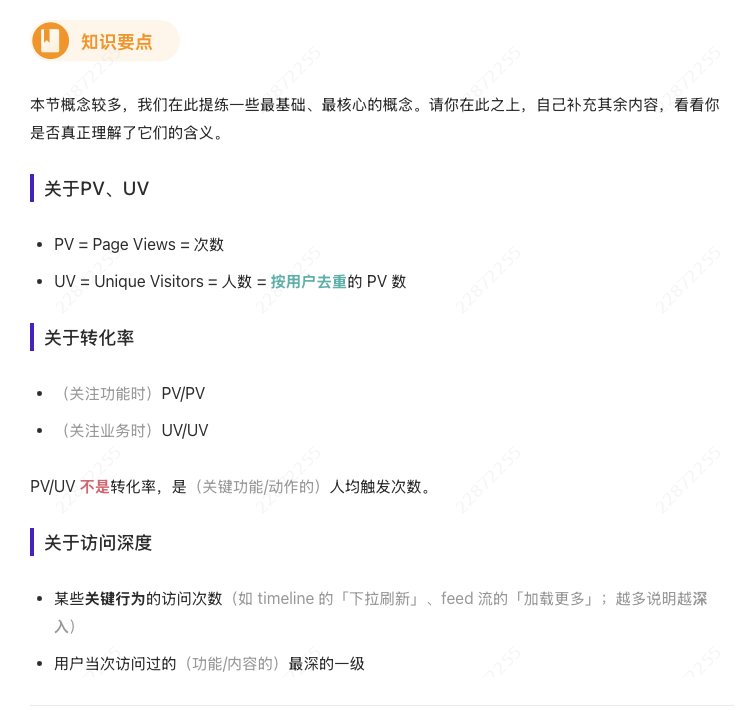 知识要点
本节概念较多，我们在此提练一些最基础、最核心的概念。请你在此之上，自己补充其余内容，看看你
是否真正理解了它们的含义。
关于PV、UV
• PV = Page Views = 次数
• UV = Unique Visitors = 人数 = 按用户去重的 PV 数
关于转化率
• （关注功能时）PV/PV
• （关注业务时）UV/UV
PV/UV 不是转化率，是（关键功能/动作的）人均触发次数。
关于访问深度
• 某些关键行为的访问次数（如 timeline 的「下拉刷新」、feed 流的「加载更多」；越多说明越深
入）
• 用户当次访问过的（功能/内容的）最深的一级
22872255